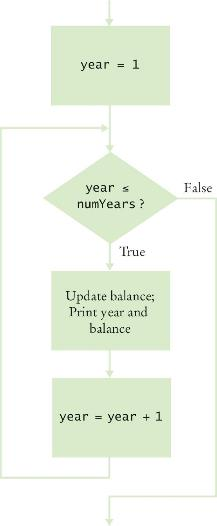 year = 1
year ≤
numYears?
False
True
Update balance;
Print year and
balance
year = year + 1